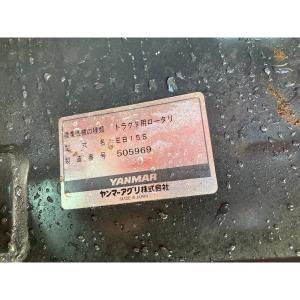 農業機械の種類 トラクタ用ロータリ
型式名 EB15S
製造番号 505969
YANMAR
ヤンマーアグリ株式会社
MADE IN JAPAN